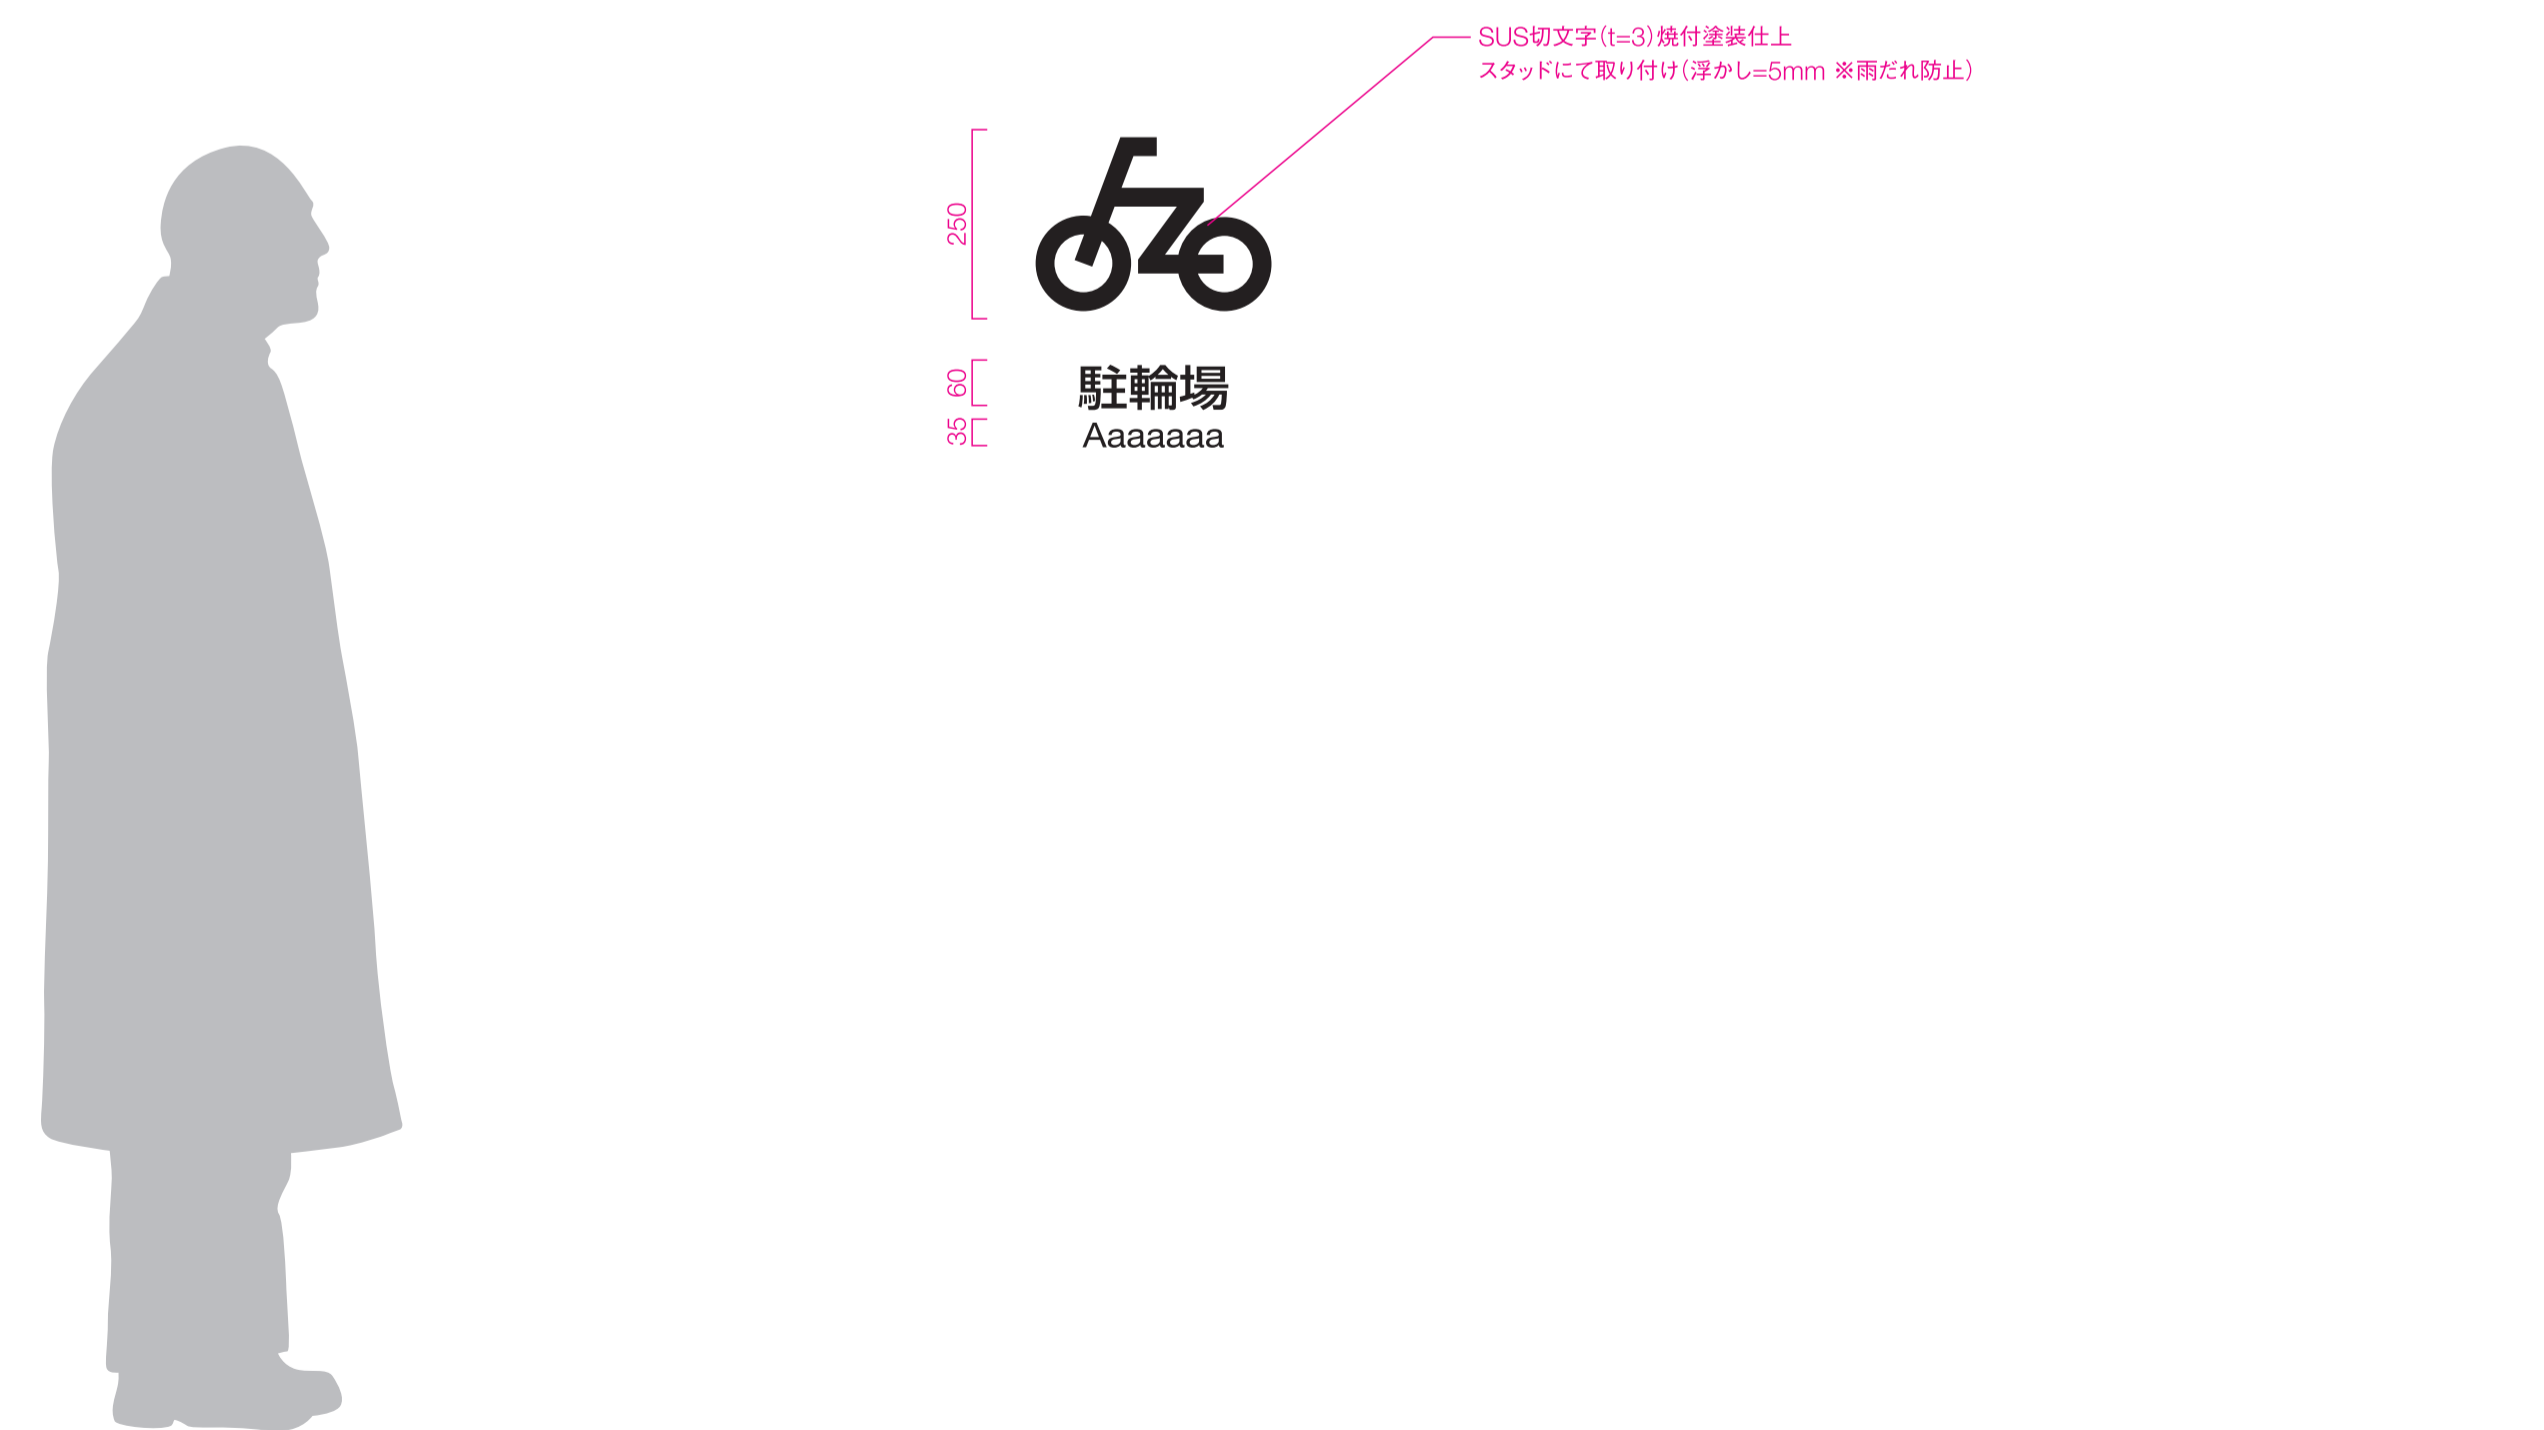 SUS切文字(t=3)焼付塗装仕上
スタッドにて取り付け(浮かし=5mm ※雨だれ防止)
250
60
駐輪場
35
Aaaaaaa